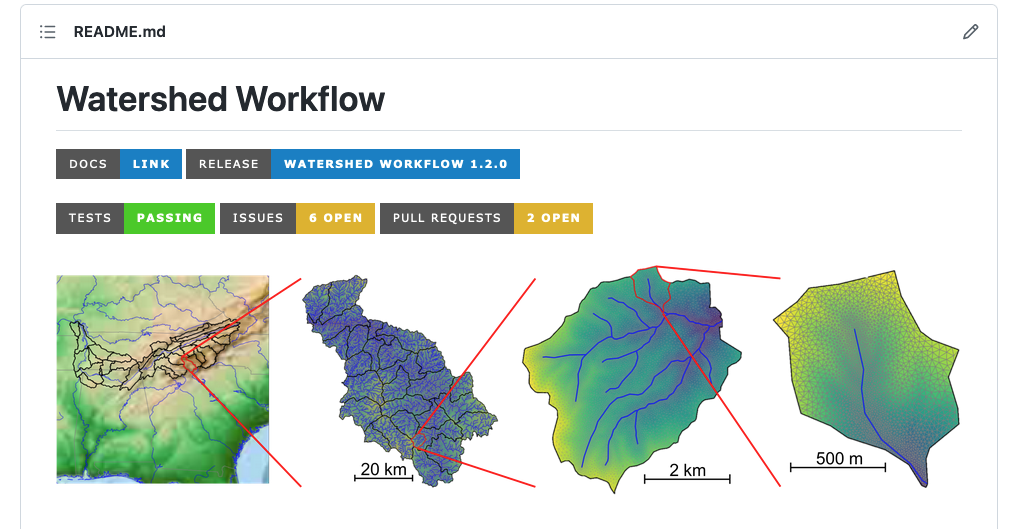 README.md
Watershed Workflow
DOCS LINK RELEASE WATERSHED WORKFLOW 1.2.0
TESTS PASSING ISSUES 6 OPEN PULL REQUESTS 2 OPEN
20 km
2 km
500 m